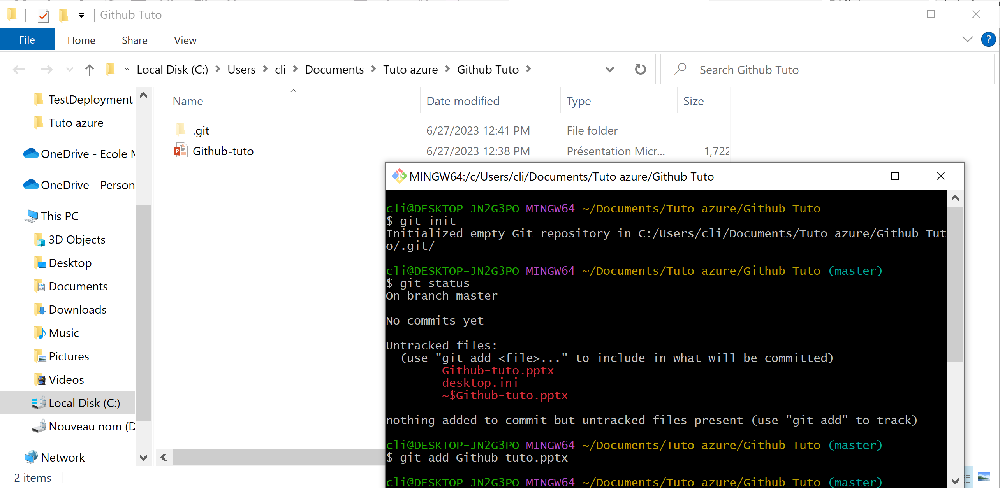 Github Tuto
File Home Share View
« Local Disk (C:) Users cli Documents Tuto azure Github Tuto
Search Github Tuto
TestDeployment
Tuto azure
OneDrive - Ecole M
OneDrive - Person
This PC
3D Objects
Desktop
Documents
Downloads
Music
Pictures
Videos
Local Disk (C:)
Nouveau nom (D
Network
2 items
Name Date modified Type Size
.git 6/27/2023 12:41 PM File folder
Github-tuto 6/27/2023 12:38 PM Présentation Micr... 1,722
MINGW64:/c/Users/cli/Documents/Tuto azure/Github Tuto
cli@DESKTOP-JN2G3PO MINGW64 ~/Documents/Tuto azure/Github Tuto
$ git init
Initialized empty Git repository in C:/Users/cli/Documents/Tuto azure/Github Tut
o/.git/
cli@DESKTOP-JN2G3PO MINGW64 ~/Documents/Tuto azure/Github Tuto (master)
$ git status
On branch master
No commits yet
Untracked files:
(use "git add <file>..." to include in what will be committed)
Github-tuto.pptx
desktop.ini
~$Github-tuto.pptx
nothing added to commit but untracked files present (use "git add" to track)
cli@DESKTOP-JN2G3PO MINGW64 ~/Documents/Tuto azure/Github Tuto (master)
$ git add Github-tuto.pptx
cli@DESKTOP-JN2G3PO MINGW64 ~/Documents/Tuto azure/Github Tuto (master)